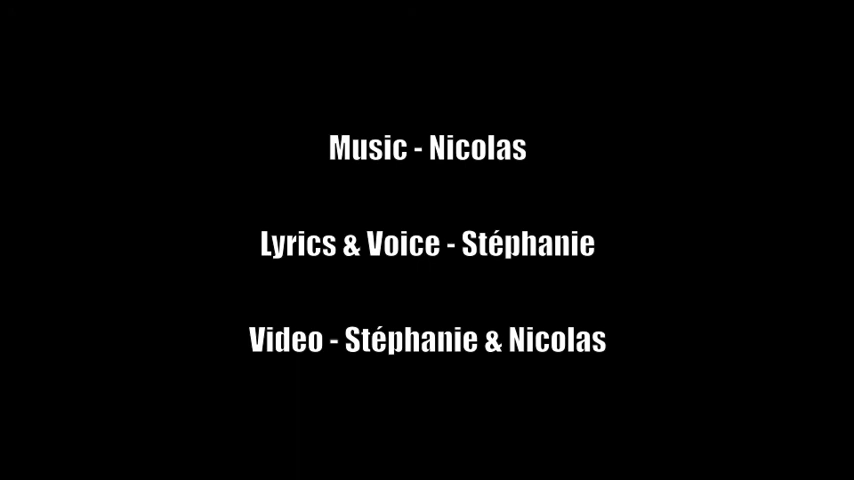 Music - Nicolas
Lyrics & Voice - Stéphanie
Video - Stéphanie & Nicolas